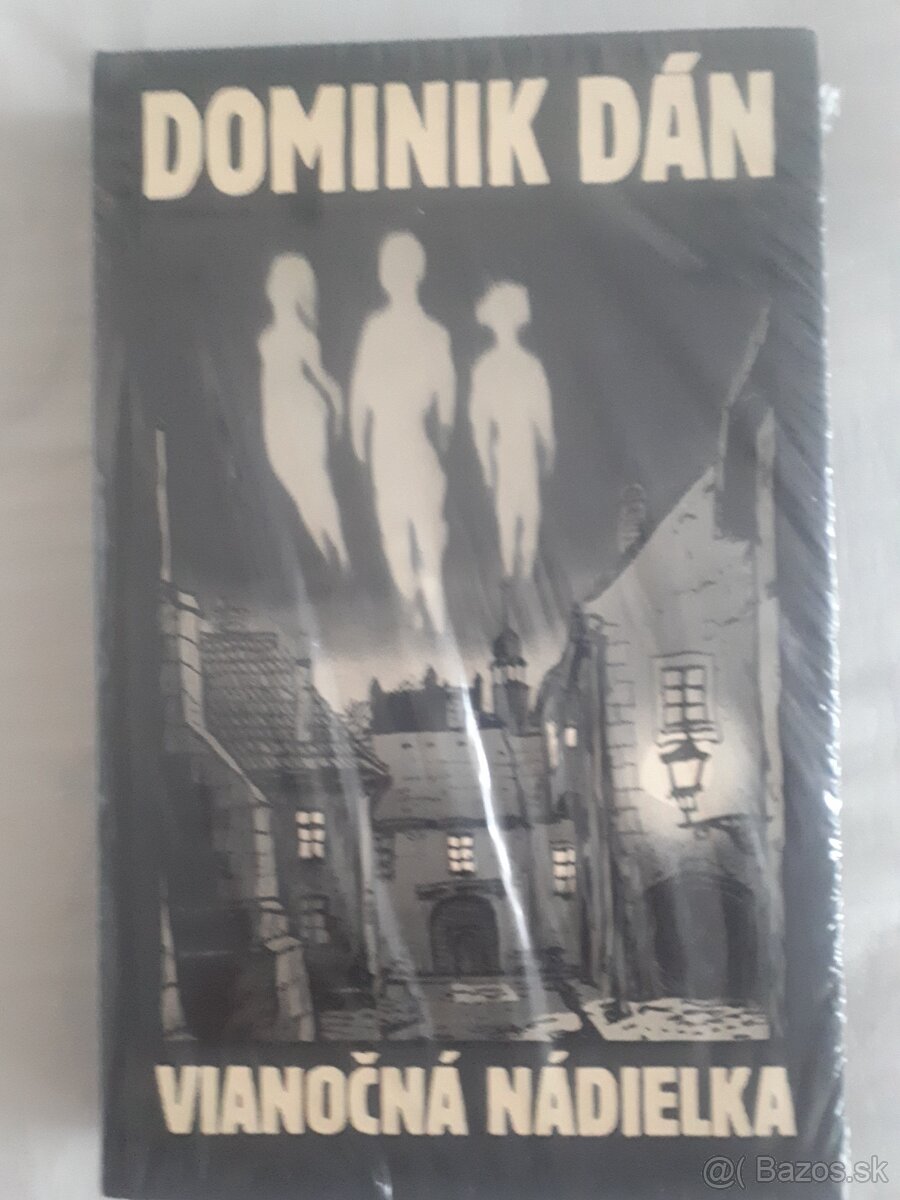 DOMINIK DÁN
VIANOČNÁ NÁDIELKA
@( Bazos.sk